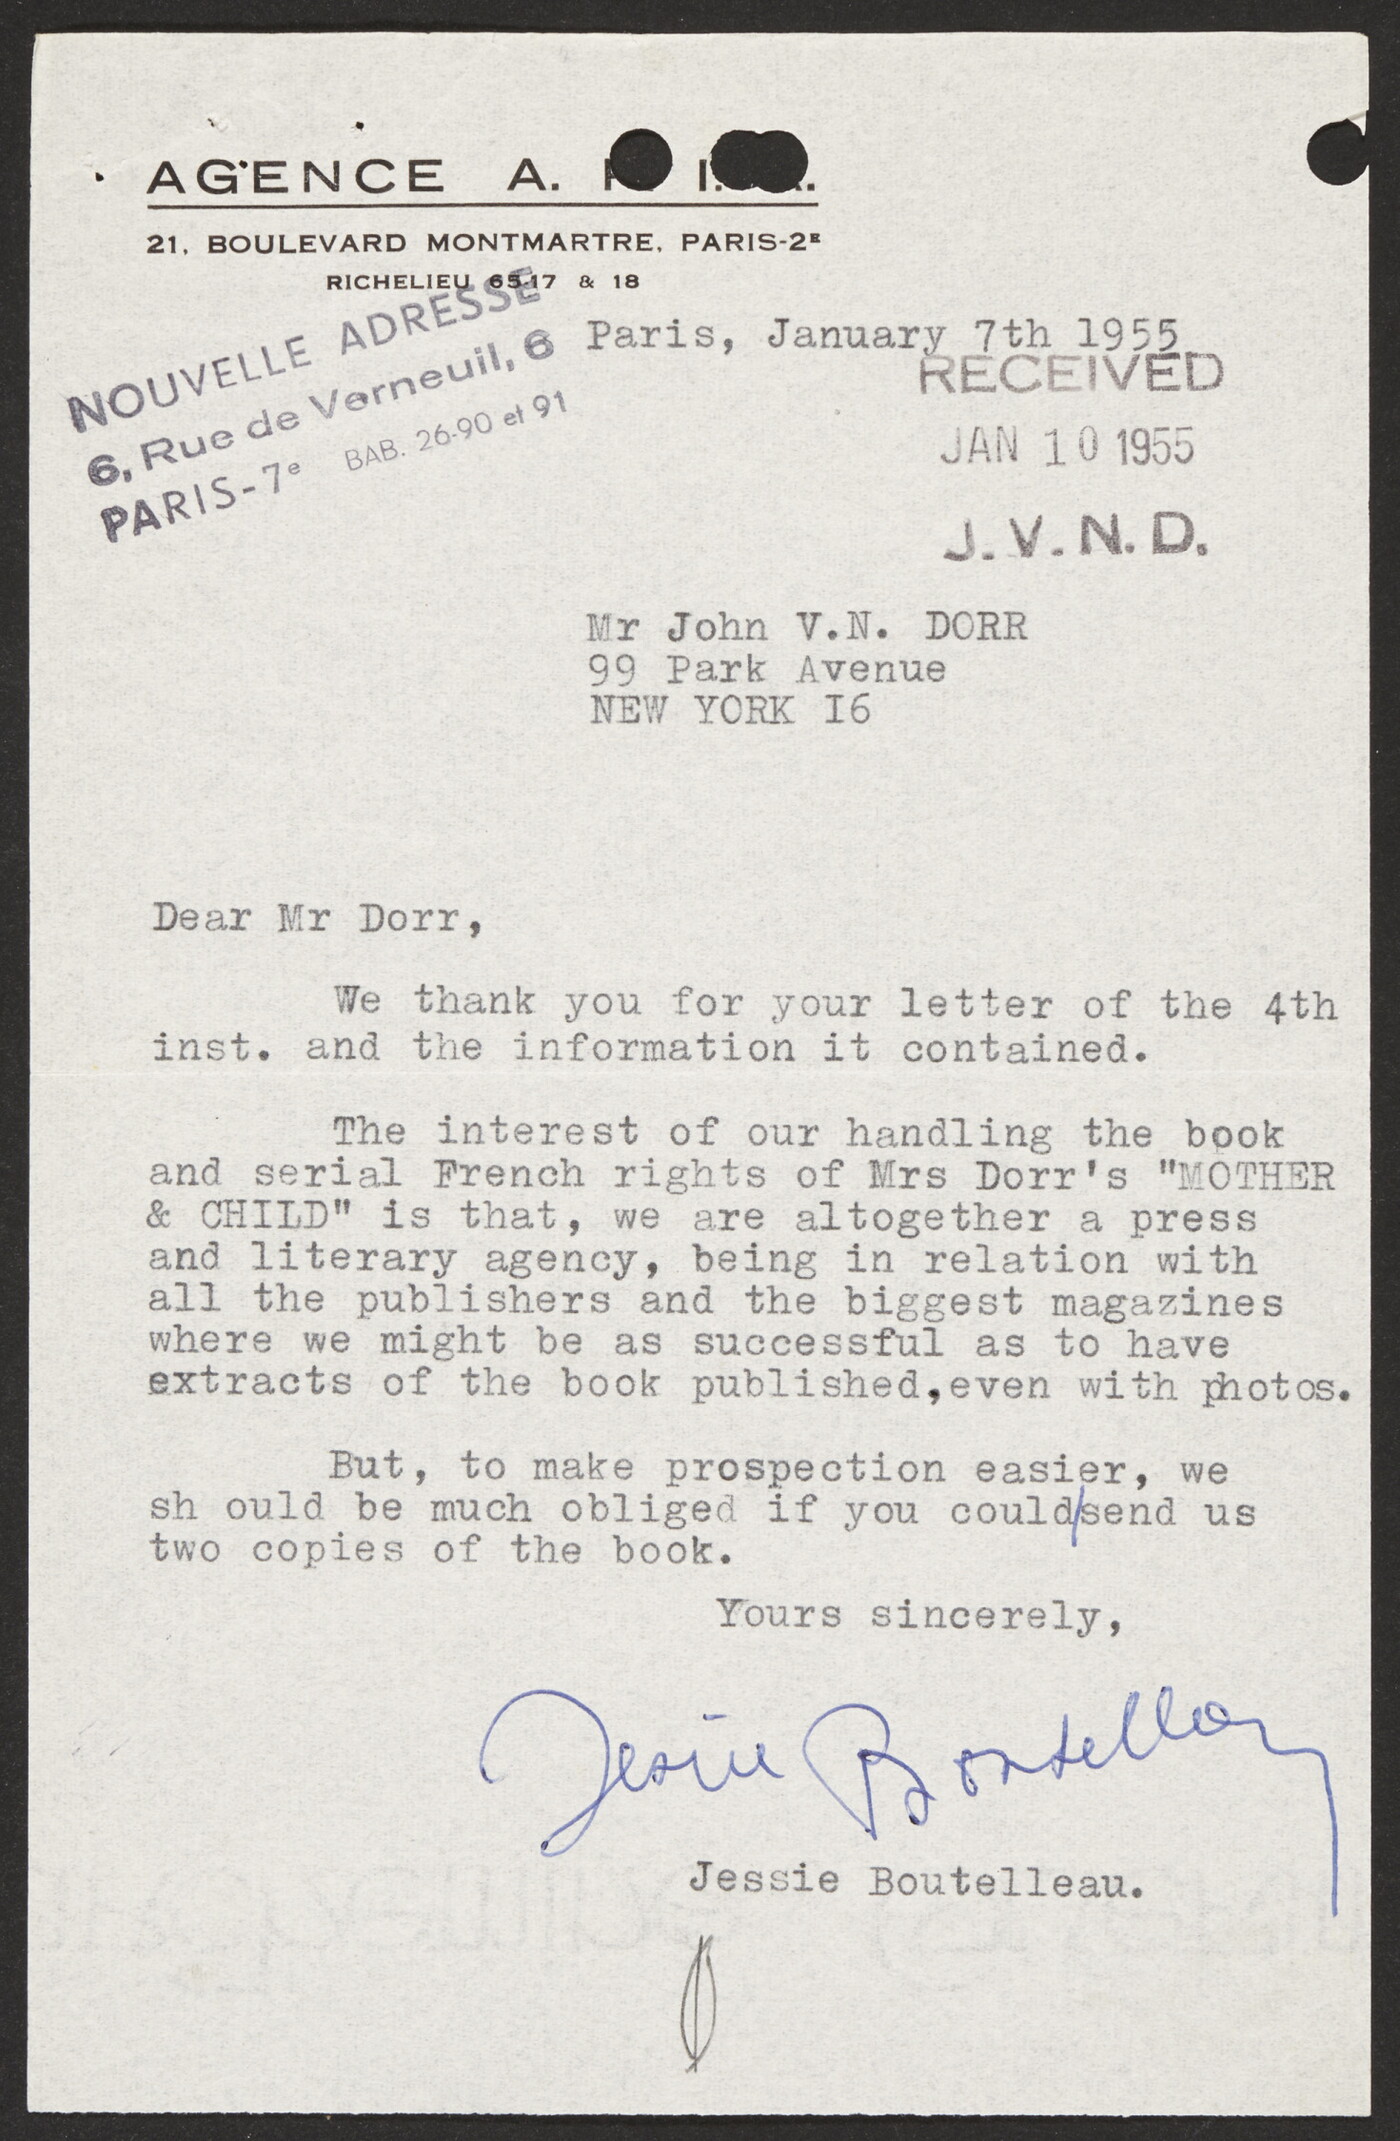 AGENCE A.
21, BOULEVARD MONTMARTRE, PARIS-2E
RICHELIEU 65-17 & 18
NOUVELLE ADRESSE
6, Rue de Verneuil, 6
PARIS-7e BAB. 26-90 et 91
Paris, January 7th 1955
RECEIVED
JAN 10 1955
J.V.N.D.
Mr John V.N. DORR
99 Park Avenue
NEW YORK I6
Dear Mr Dorr,
We thank you for your letter of the 4th
inst. and the information it contained.
The interest of our handling the book
and serial French rights of Mrs Dorr's "MOTHER
& CHILD" is that, we are altogether a press
and literary agency, being in relation with
all the publishers and the biggest magazines
where we might be as successful as to have
extracts of the book published,even with photos.
But, to make prospection easier, we
sh ould be much obliged if you could/send us
two copies of the book.
Yours sincerely,
Jessie Boutelleau
Jessie Boutelleau.